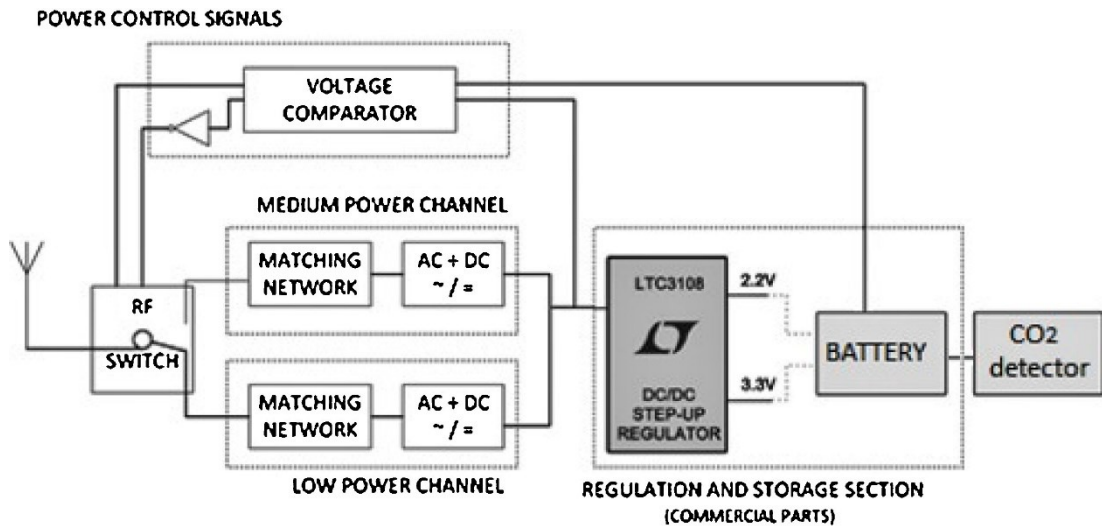 POWER CONTROL SIGNALS
VOLTAGE
COMPARATOR
MEDIUM POWER CHANNEL
MATCHING
NETWORK
AC + DC
~ / =
RF
SWITCH
MATCHING
NETWORK
AC + DC
~ / =
LOW POWER CHANNEL
LTC3108
DC/DC
STEP-UP
REGULATOR
2.2V
3.3V
BATTERY
CO2
detector
REGULATION AND STORAGE SECTION
(COMMERCIAL PARTS)